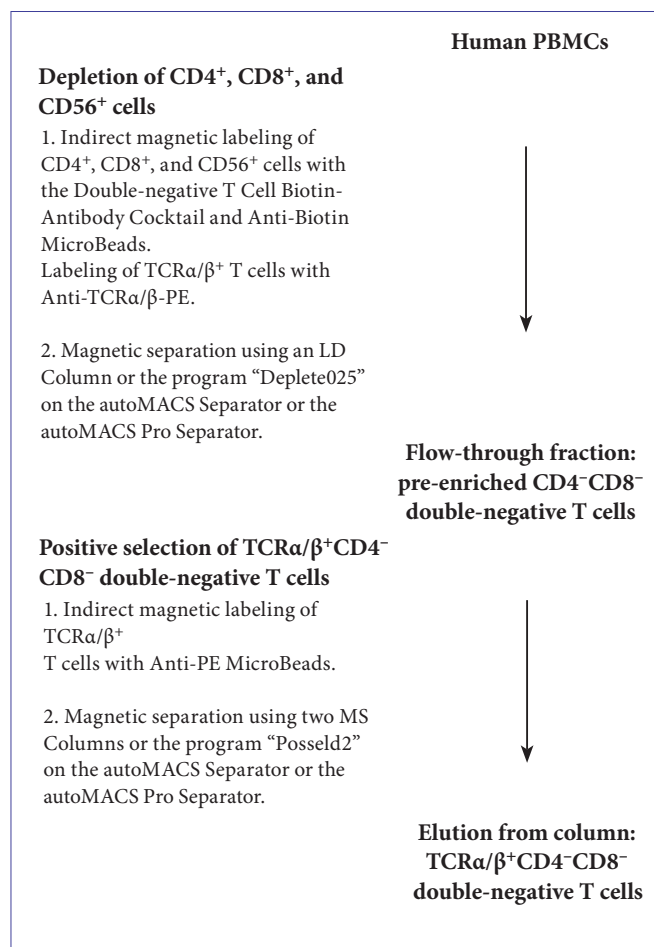 Human PBMCs
Depletion of CD4⁺, CD8⁺, and
CD56⁺ cells
1. Indirect magnetic labeling of
CD4⁺, CD8⁺, and CD56⁺ cells with
the Double-negative T Cell Biotin-
Antibody Cocktail and Anti-Biotin
MicroBeads.
Labeling of TCRα/β⁺ T cells with
Anti-TCRα/β-PE.
2. Magnetic separation using an LD
Column or the program “Deplete025”
on the autoMACS Separator or the
autoMACS Pro Separator.
Flow-through fraction:
pre-enriched CD4⁻CD8⁻
double-negative T cells
Positive selection of TCRα/β⁺CD4⁻
CD8⁻ double-negative T cells
1. Indirect magnetic labeling of
TCRα/β⁺
T cells with Anti-PE MicroBeads.
2. Magnetic separation using two MS
Columns or the program “Posseld2”
on the autoMACS Separator or the
autoMACS Pro Separator.
Elution from column:
TCRα/β⁺CD4⁻CD8⁻
double-negative T cells